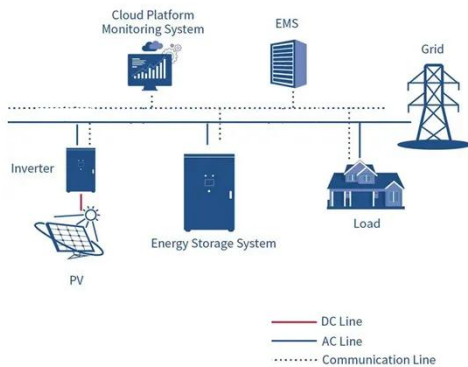 Cloud Platform
Monitoring System
EMS
Grid
Inverter
Energy Storage System
Load
PV
DC Line
AC Line
Communication Line